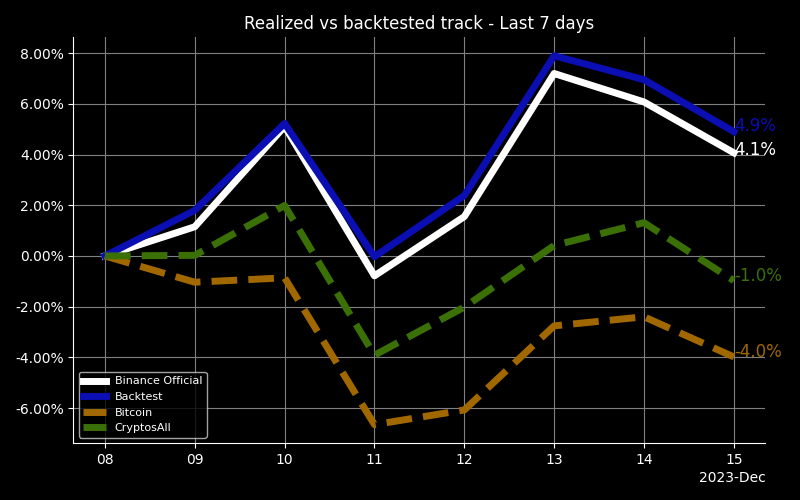 Realized vs backtested track - Last 7 days
8.00%
6.00%
4.00%
2.00%
0.00%
-2.00%
-4.00%
-6.00%
4.9%
4.1%
-1.0%
-4.0%
Binance Official
Backtest
Bitcoin
CryptosAll
08 09 10 11 12 13 14 15
2023-Dec